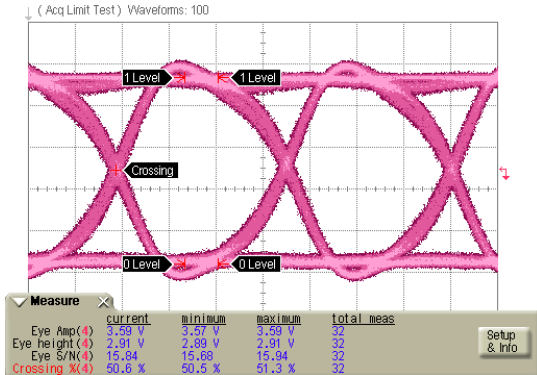 ( Acq Limit Test ) Waveforms: 100
1 Level 1 Level
Crossing
0 Level 0 Level
Measure
current minimum maximum total meas
Eye Amp(4) 3.59 V 3.57 V 3.59 V 32
Eye height(4) 2.91 V 2.89 V 2.91 V 32
Eye S/N(4) 15.84 15.68 15.94 32
Crossing %(4) 50.6 % 50.5 % 51.3 % 32
Setup
& Info